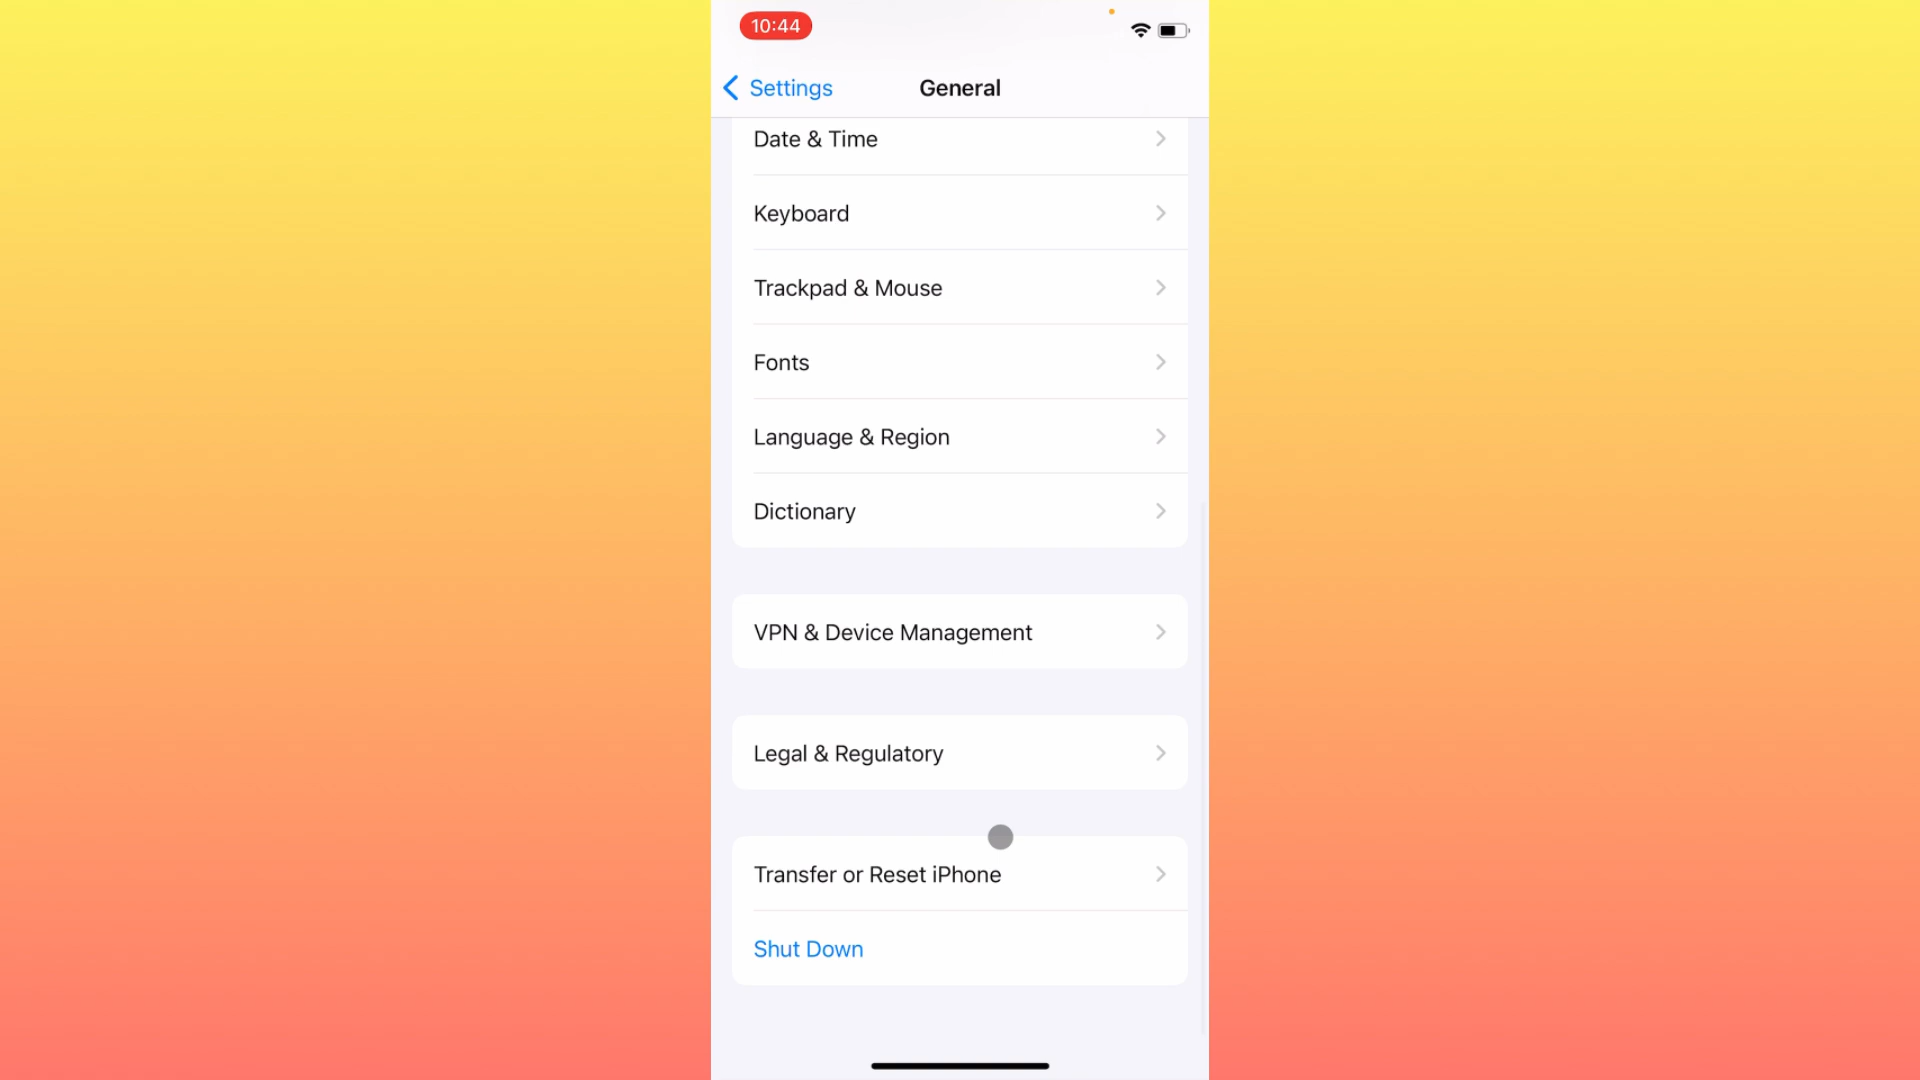 10:44
Settings
General
Date & Time
Keyboard
Trackpad & Mouse
Fonts
Language & Region
Dictionary
VPN & Device Management
Legal & Regulatory
Transfer or Reset iPhone
Shut Down